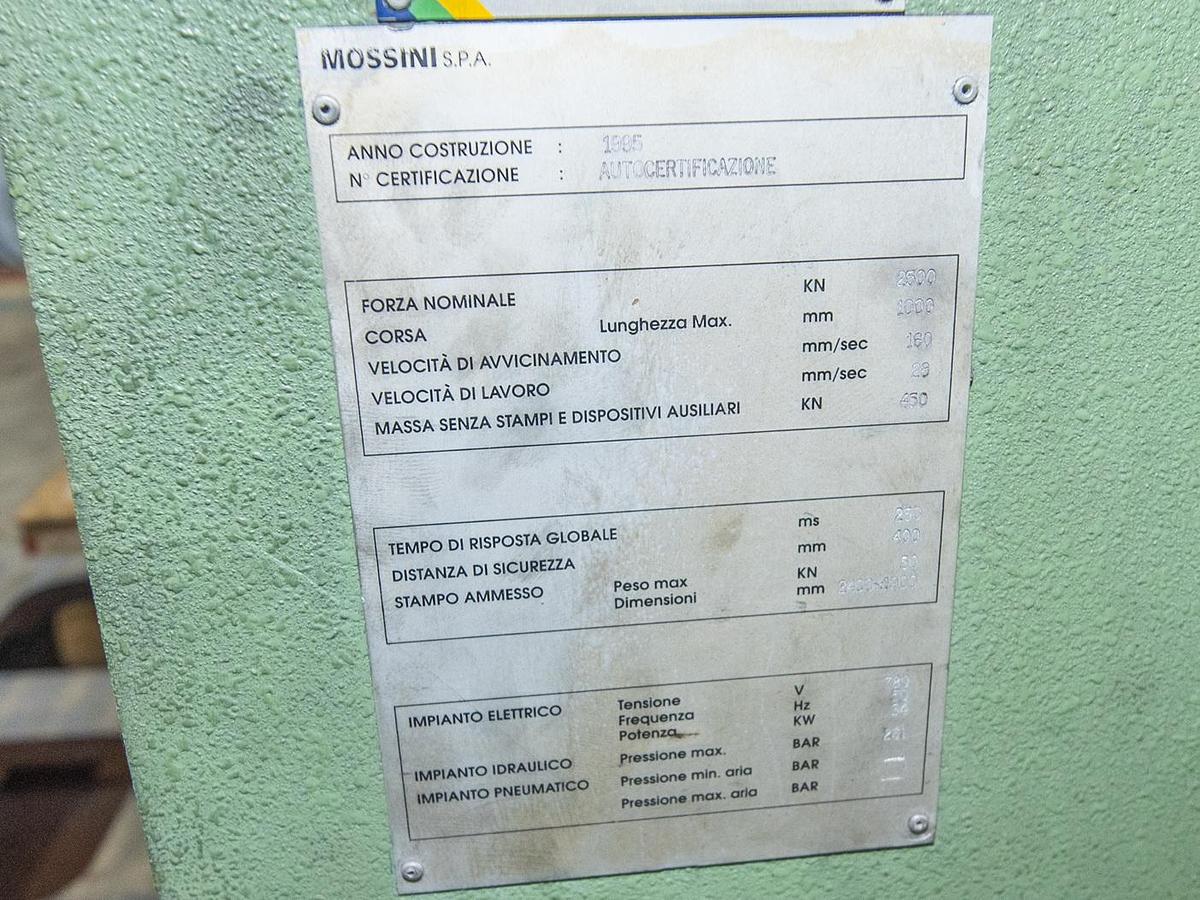 MOSSINI S.P.A.
ANNO COSTRUZIONE : 1995
N° CERTIFICAZIONE : AUTOCERTIFICAZIONE
FORZA NOMINALE KN 2500
CORSA Lunghezza Max. mm 1000
VELOCITÀ DI AVVICINAMENTO mm/sec 160
VELOCITÀ DI LAVORO mm/sec
MASSA SENZA STAMPI E DISPOSITIVI AUSILIARI KN 450
TEMPO DI RISPOSTA GLOBALE ms
DISTANZA DI SICUREZZA mm 400
STAMPO AMMESSO Peso max KN
Dimensioni mm
IMPIANTO ELETTRICO Tensione V
Frequenza Hz
Potenza KW
IMPIANTO IDRAULICO Pressione max. BAR
IMPIANTO PNEUMATICO Pressione min. aria BAR
Pressione max. aria BAR